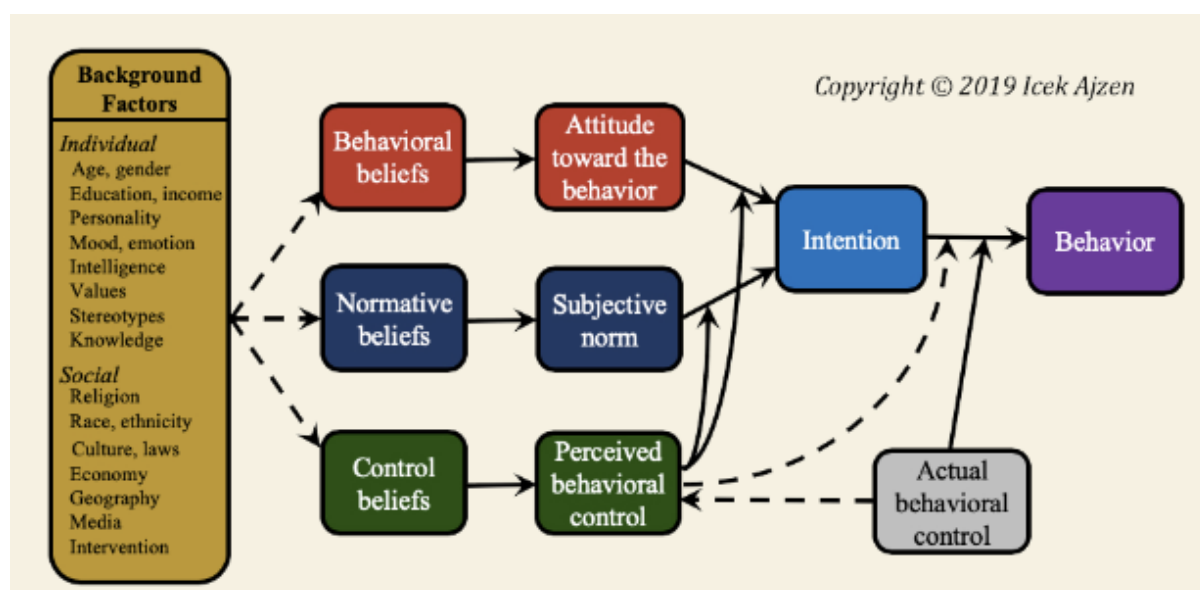 Background
Factors
Individual
Age, gender
Education, income
Personality
Mood, emotion
Intelligence
Values
Stereotypes
Knowledge
Social
Religion
Race, ethnicity
Culture, laws
Economy
Geography
Media
Intervention
Copyright © 2019 Icek Ajzen
Behavioral
beliefs
Attitude
toward the
behavior
Normative
beliefs
Subjective
norm
Control
beliefs
Perceived
behavioral
control
Intention
Behavior
Actual
behavioral
control